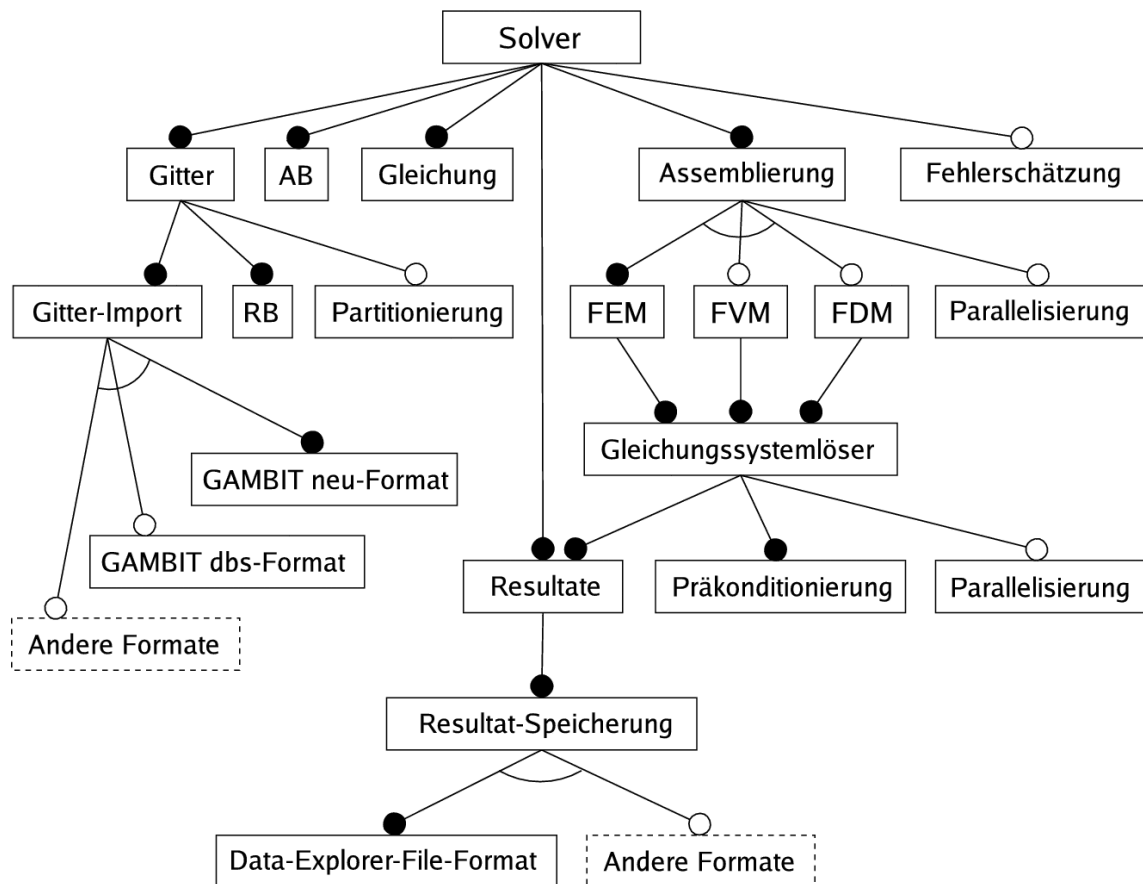 Solver
Gitter
AB
Gleichung
Assemblierung
Fehlerschätzung
Gitter-Import
RB
Partitionierung
FEM
FVM
FDM
Parallelisierung
Gleichungssystemlöser
GAMBIT neu-Format
GAMBIT dbs-Format
Resultate
Präkonditionierung
Parallelisierung
Andere Formate
Resultat-Speicherung
Data-Explorer-File-Format
Andere Formate